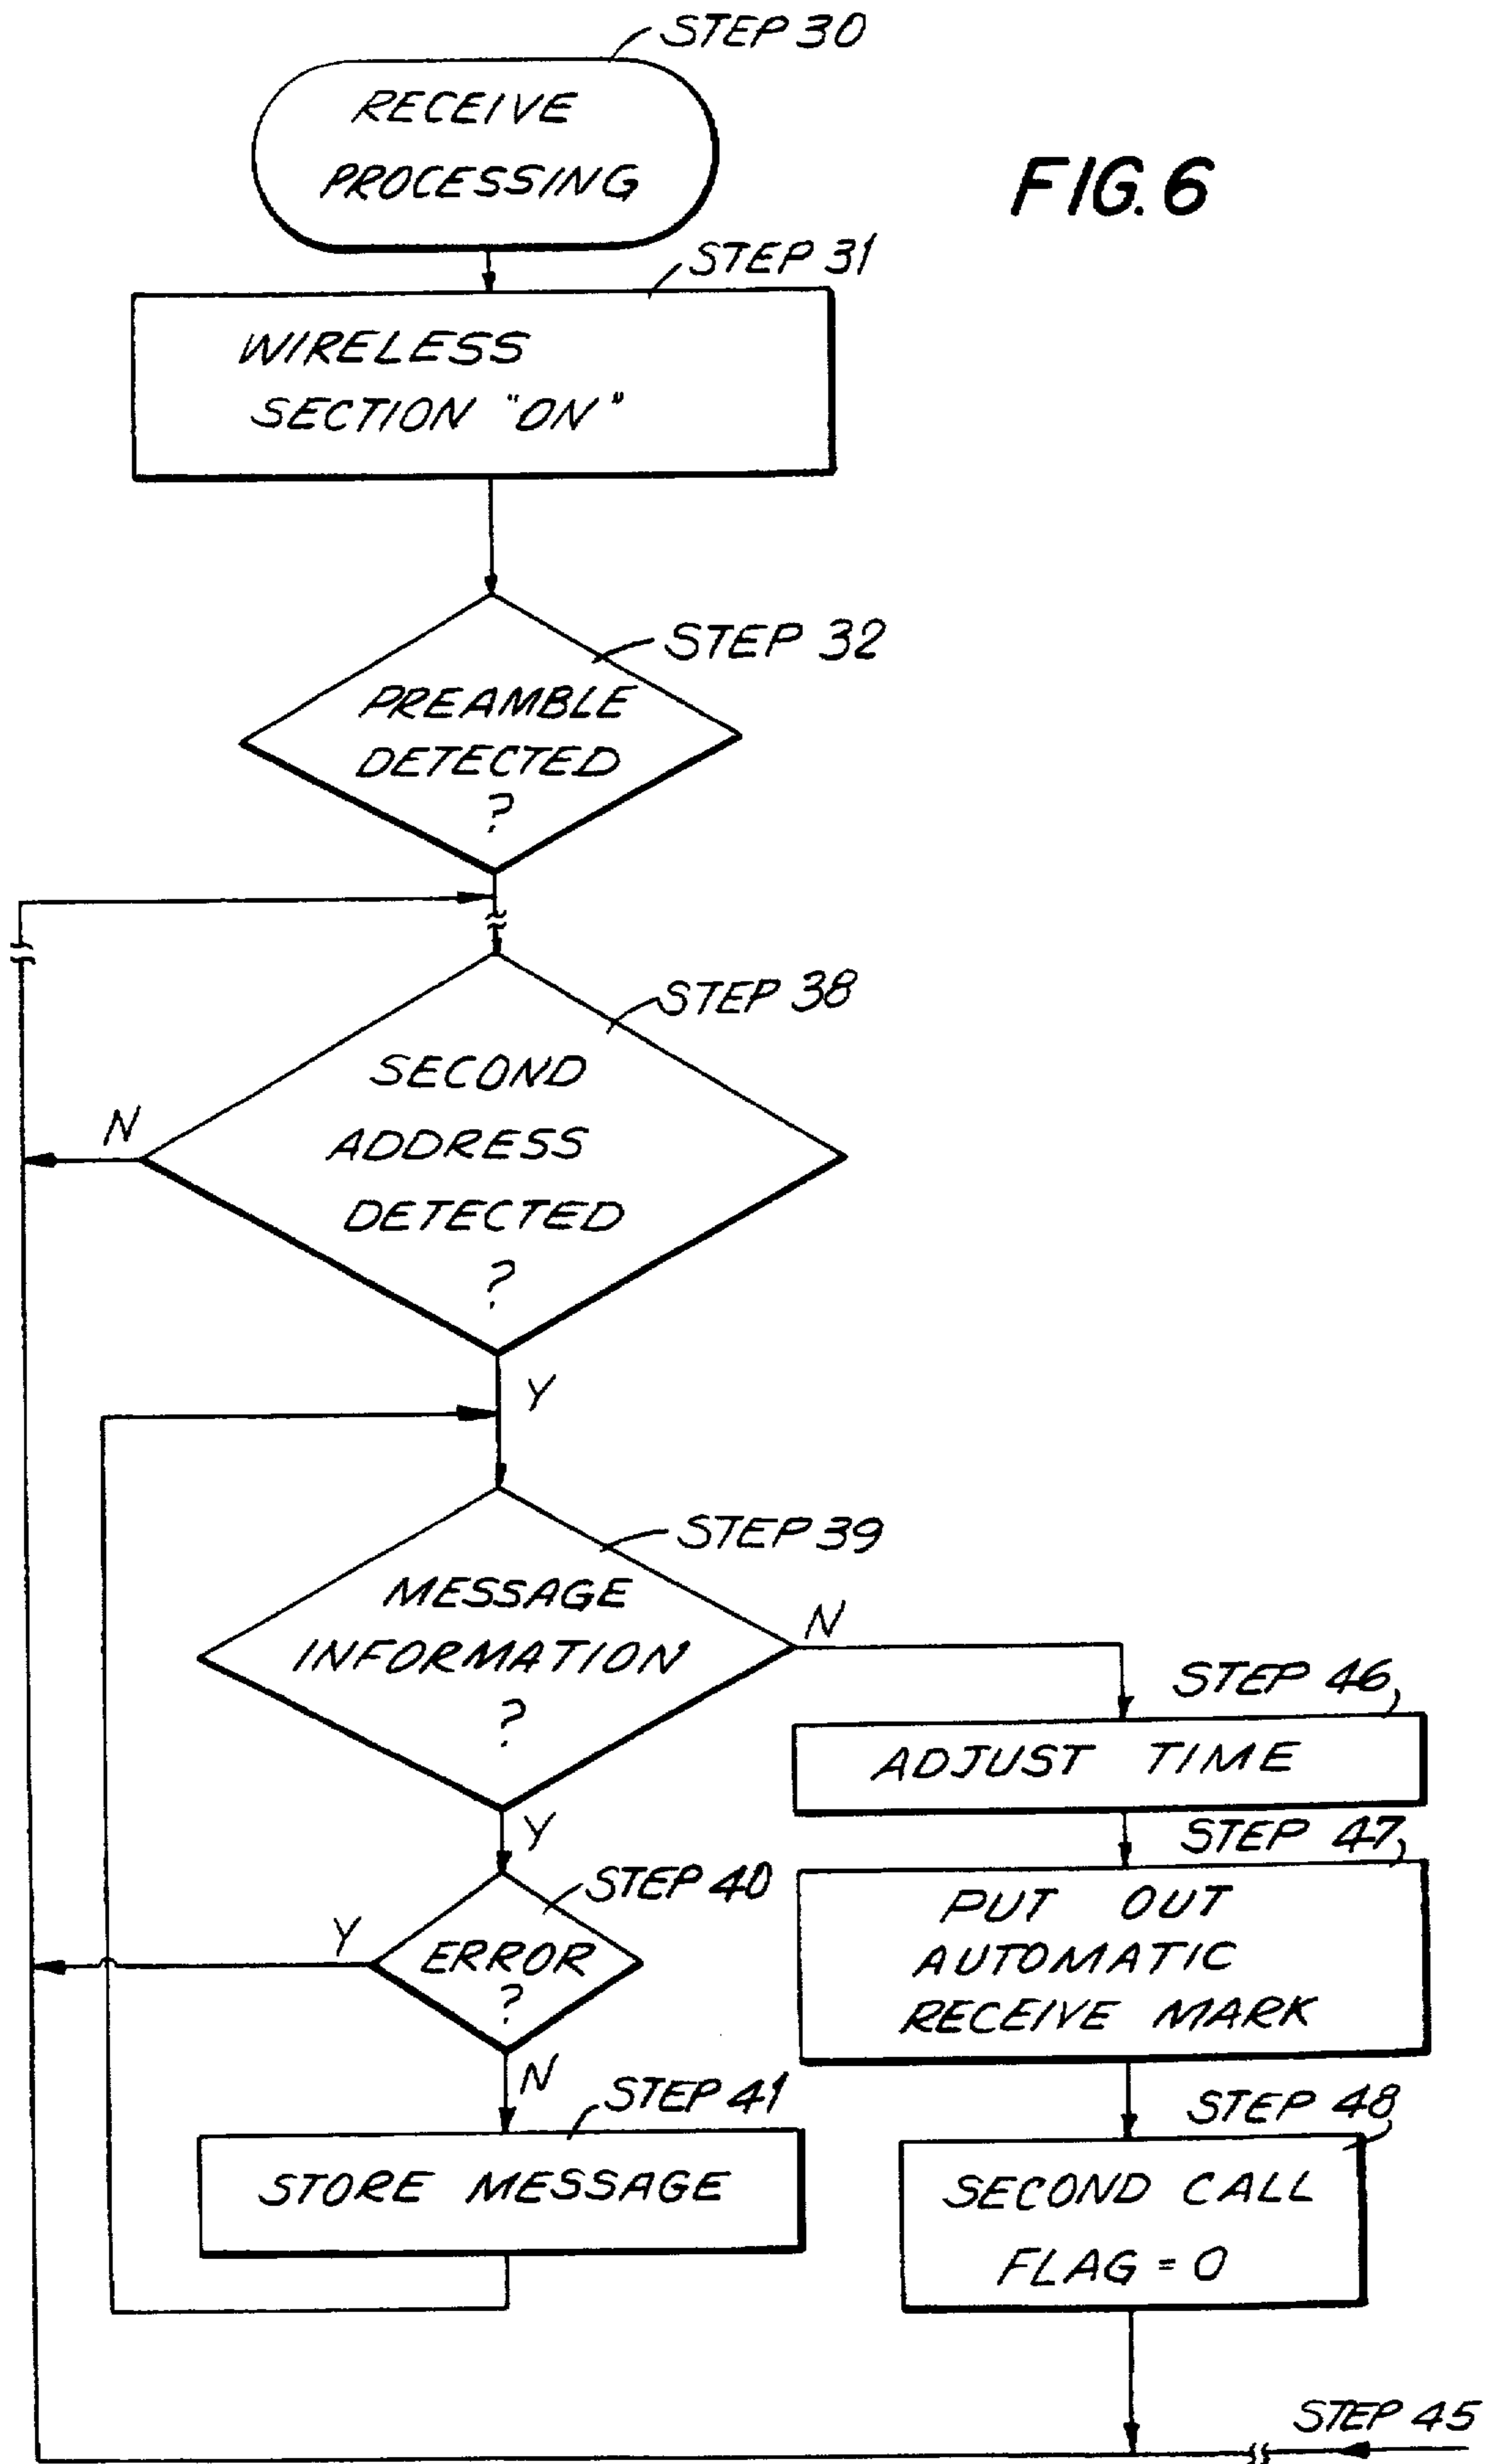 STEP 30
RECEIVE
PROCESSING
FIG. 6
STEP 31
WIRELESS
SECTION "ON"
STEP 32
PREAMBLE
DETECTED
?
STEP 38
SECOND
ADDRESS
DETECTED
?
N
Y
STEP 39
MESSAGE
INFORMATION
?
N
Y
STEP 46
ADJUST TIME
STEP 47
PUT OUT
AUTOMATIC
RECEIVE MARK
STEP 40
ERROR
?
Y
N
STEP 41
STORE MESSAGE
STEP 48
SECOND CALL
FLAG = 0
STEP 45